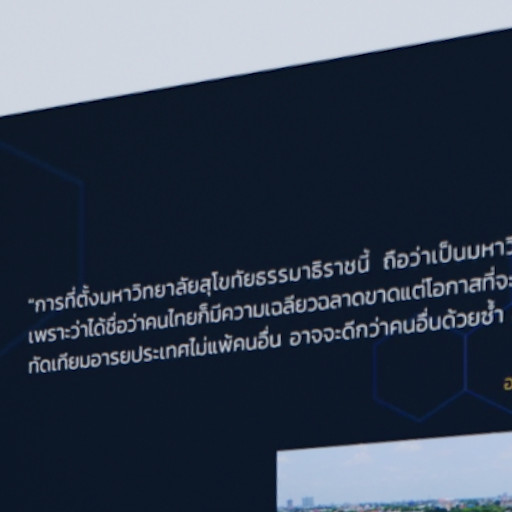 "การที่ตั้งมหาวิทยาลัยสุโขทัยธรรมาธิราชนี้ ถือว่าเป็นมหาวิ
เพราะว่าได้ชื่อว่าคนไทยก็มีความเฉลียวฉลาดขาดแต่โอกาสที่จะ
ทัดเทียมอารยประเทศไม่แพ้คนอื่น อาจจะดีกว่าคนอื่นด้วยซ้ำ